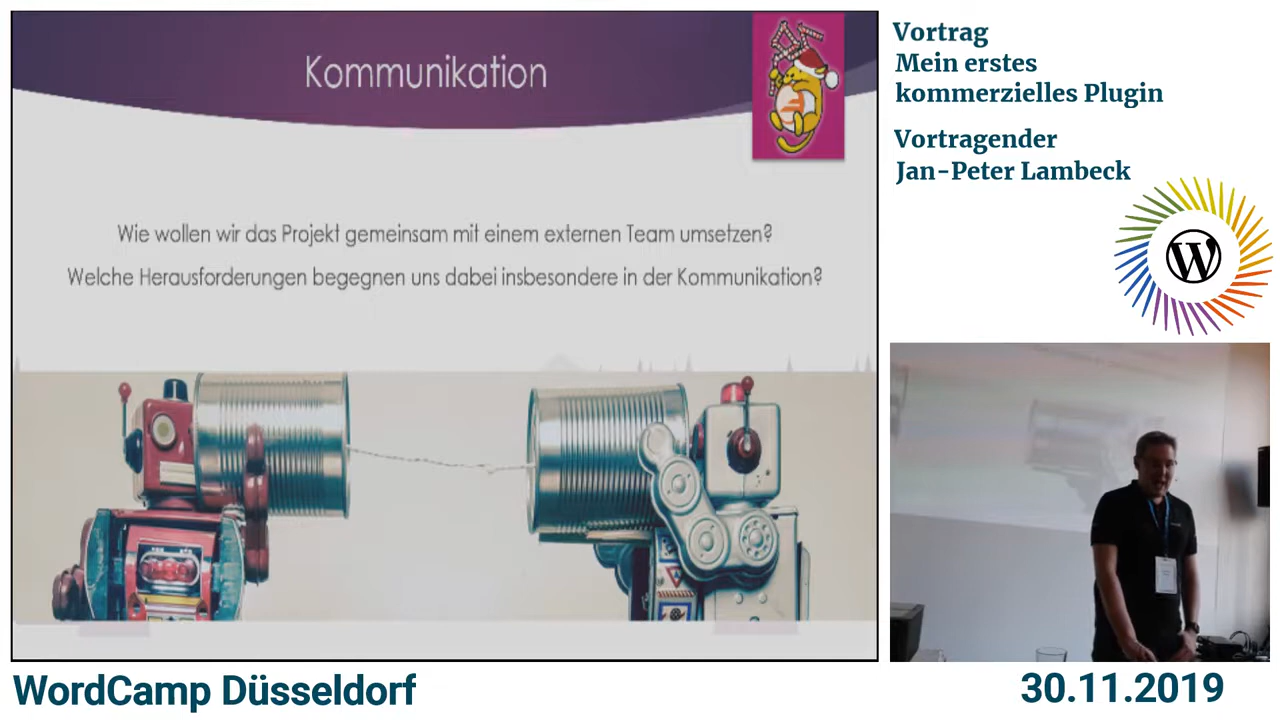 Kommunikation
Wie wollen wir das Projekt gemeinsam mit einem externen Team umsetzen?
Welche Herausforderungen begegnen uns dabei insbesondere in der Kommunikation?
Vortrag
Mein erstes
kommerzielles Plugin
Vortragender
Jan-Peter Lambeck
W
WordCamp Düsseldorf
30.11.2019